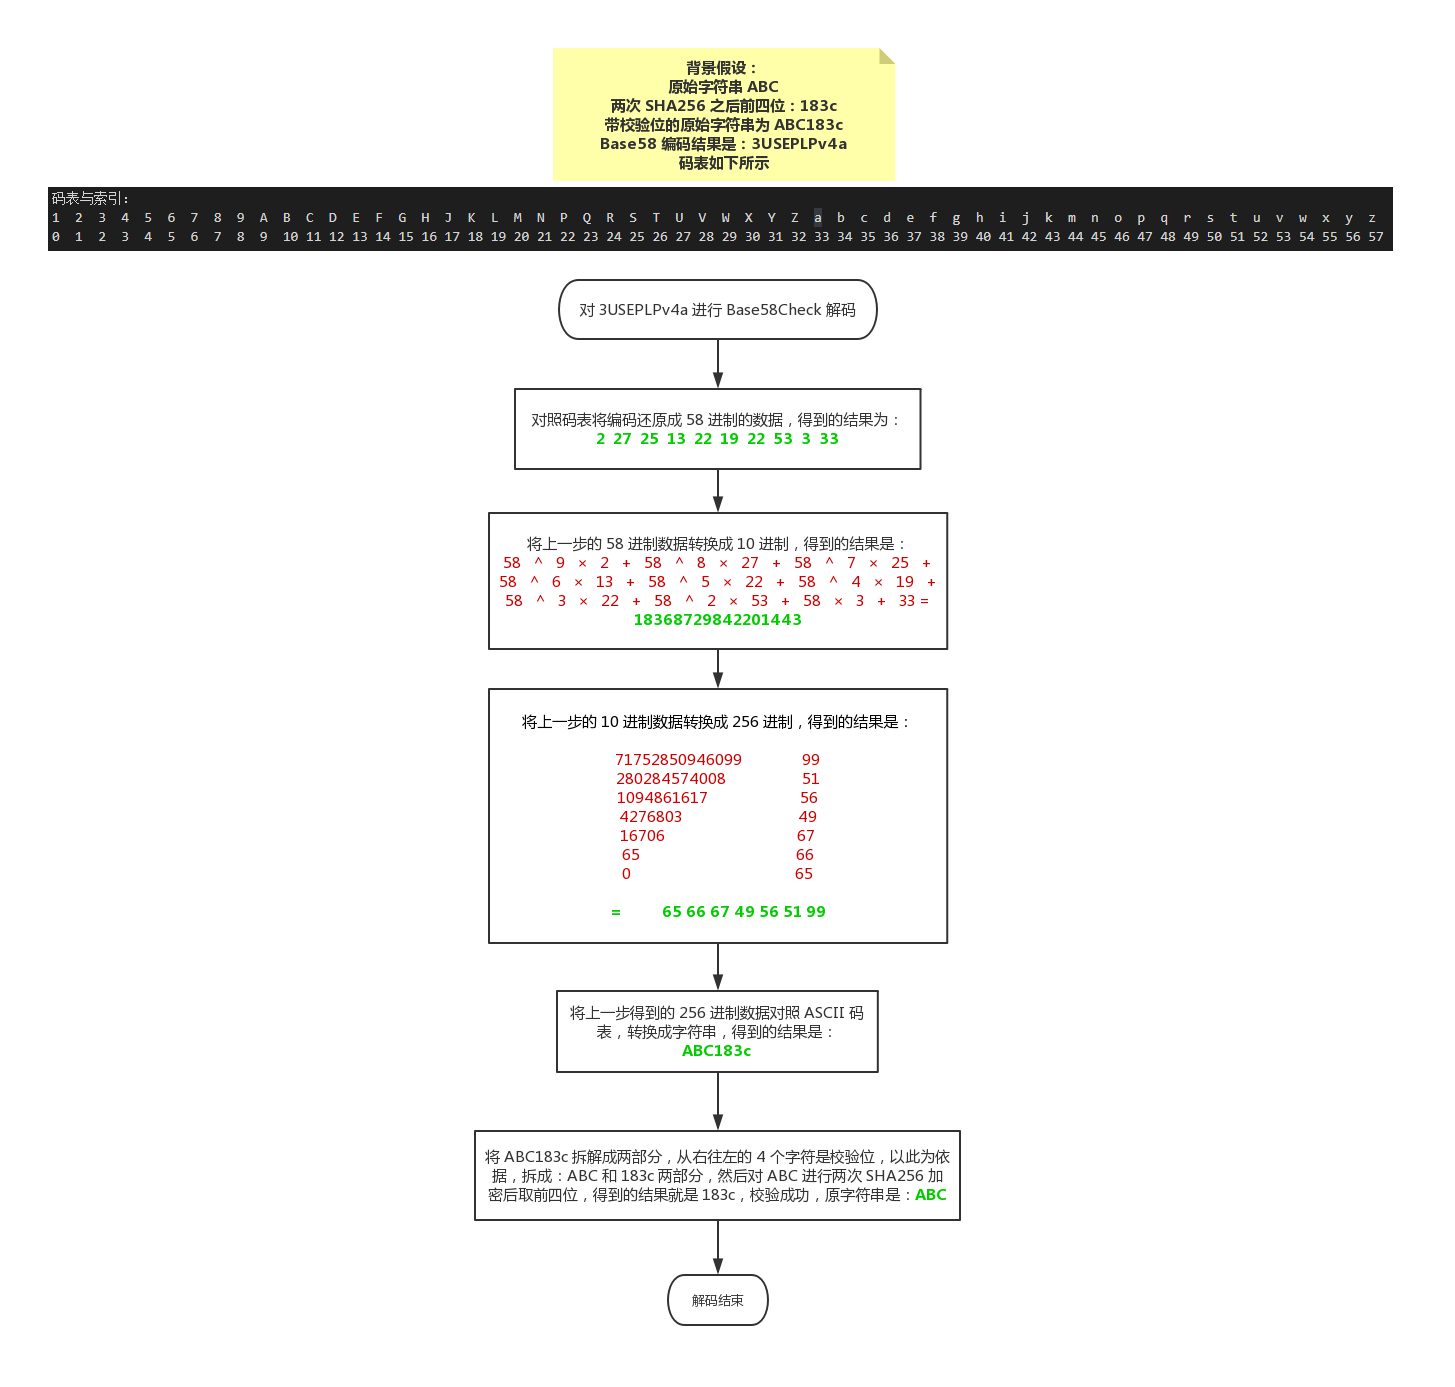 背景假设：
原始字符串 ABC
两次 SHA256 之后前四位：183c
带校验位的原始字符串为 ABC183c
Base58 编码结果是：3USEPLPv4a
码表如下所示
码表与索引：
1 2 3 4 5 6 7 8 9 A B C D E F G H J K L M N P Q R S T U V W X Y Z a b c d e f g h i j k m n o p q r s t u v w x y z
0 1 2 3 4 5 6 7 8 9 10 11 12 13 14 15 16 17 18 19 20 21 22 23 24 25 26 27 28 29 30 31 32 33 34 35 36 37 38 39 40 41 42 43 44 45 46 47 48 49 50 51 52 53 54 55 56 57
对 3USEPLPv4a 进行 Base58Check 解码
对照码表将编码还原成 58 进制的数据，得到的结果为：
2 27 25 13 22 19 22 53 3 33
将上一步的 58 进制数据转换成 10 进制，得到的结果是：
58 ^ 9 × 2 + 58 ^ 8 × 27 + 58 ^ 7 × 25 +
58 ^ 6 × 13 + 58 ^ 5 × 22 + 58 ^ 4 × 19 +
58 ^ 3 × 22 + 58 ^ 2 × 53 + 58 × 3 + 33 =
18368729842201443
将上一步的 10 进制数据转换成 256 进制，得到的结果是：
71752850946099 99
280284574008 51
1094861617 56
4276803 49
16706 67
65 66
0 65
= 65 66 67 49 56 51 99
将上一步得到的 256 进制数据对照 ASCII 码
表，转换成字符串，得到的结果是：
ABC183c
将 ABC183c 拆解成两部分，从右往左的 4 个字符是校验位，以此为依
据，拆成：ABC 和 183c 两部分，然后对 ABC 进行两次 SHA256 加
密后取前四位，得到的结果就是 183c，校验成功，原字符串是：ABC
解码结束